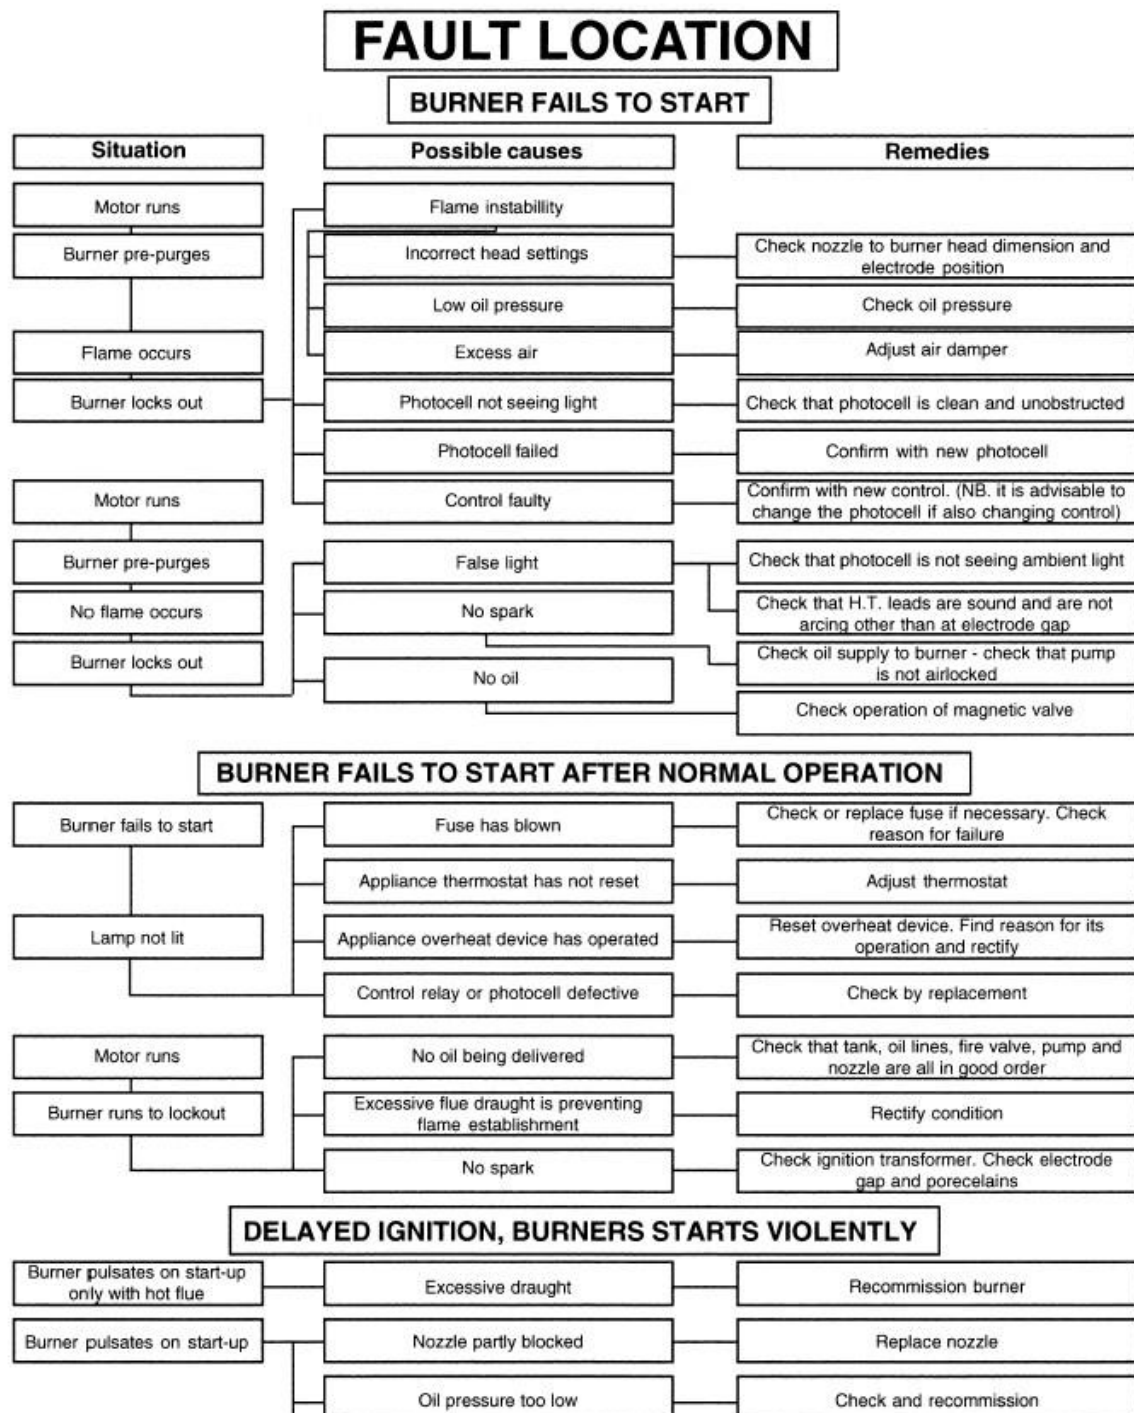 FAULT LOCATION
BURNER FAILS TO START
Situation
Possible causes
Remedies
Motor runs
Flame instabillity
Burner pre-purges
Incorrect head settings
Check nozzle to burner head dimension and
electrode position
Low oil pressure
Check oil pressure
Flame occurs
Excess air
Adjust air damper
Burner locks out
Photocell not seeing light
Check that photocell is clean and unobstructed
Photocell failed
Confirm with new photocell
Motor runs
Control faulty
Confirm with new control. (NB. it is advisable to
change the photocell if also changing control)
Burner pre-purges
False light
Check that photocell is not seeing ambient light
No flame occurs
No spark
Check that H.T. leads are sound and are not
arcing other than at electrode gap
Burner locks out
No oil
Check oil supply to burner - check that pump
is not airlocked
Check operation of magnetic valve
BURNER FAILS TO START AFTER NORMAL OPERATION
Burner fails to start
Fuse has blown
Check or replace fuse if necessary. Check
reason for failure
Appliance thermostat has not reset
Adjust thermostat
Lamp not lit
Appliance overheat device has operated
Reset overheat device. Find reason for its
operation and rectify
Control relay or photocell defective
Check by replacement
Motor runs
No oil being delivered
Check that tank, oil lines, fire valve, pump and
nozzle are all in good order
Burner runs to lockout
Excessive flue draught is preventing
flame establishment
Rectify condition
No spark
Check ignition transformer. Check electrode
gap and porecelains
DELAYED IGNITION, BURNERS STARTS VIOLENTLY
Burner pulsates on start-up
only with hot flue
Excessive draught
Recommission burner
Burner pulsates on start-up
Nozzle partly blocked
Replace nozzle
Oil pressure too low
Check and recommission